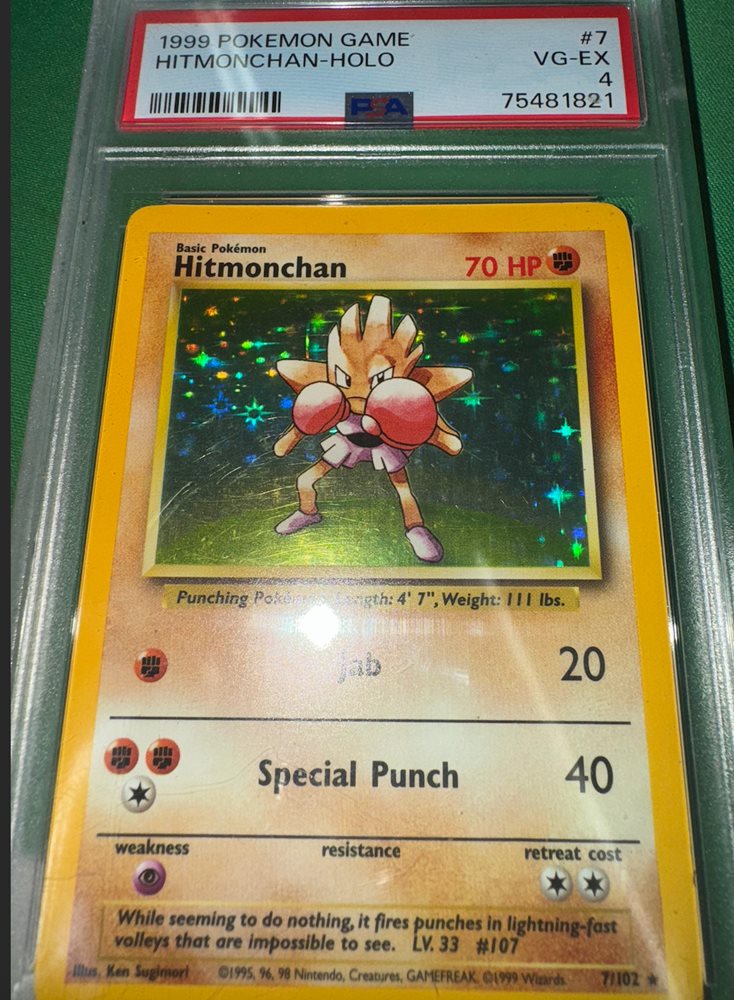 1999 POKEMON GAME #7
HITMONCHAN-HOLO VG-EX
4
PSA 75481821
Basic Pokémon
Hitmonchan 70 HP
Punching Pokémon. Length: 4' 7", Weight: 111 lbs.
Jab 20
Special Punch 40
weakness resistance retreat cost
While seeming to do nothing, it fires punches in lightning-fast
volleys that are impossible to see. LV. 33 #107
Illus. Ken Sugimori ©1995, 96, 98 Nintendo, Creatures, GAMEFREAK. ©1999 Wizards. 7/102 ★